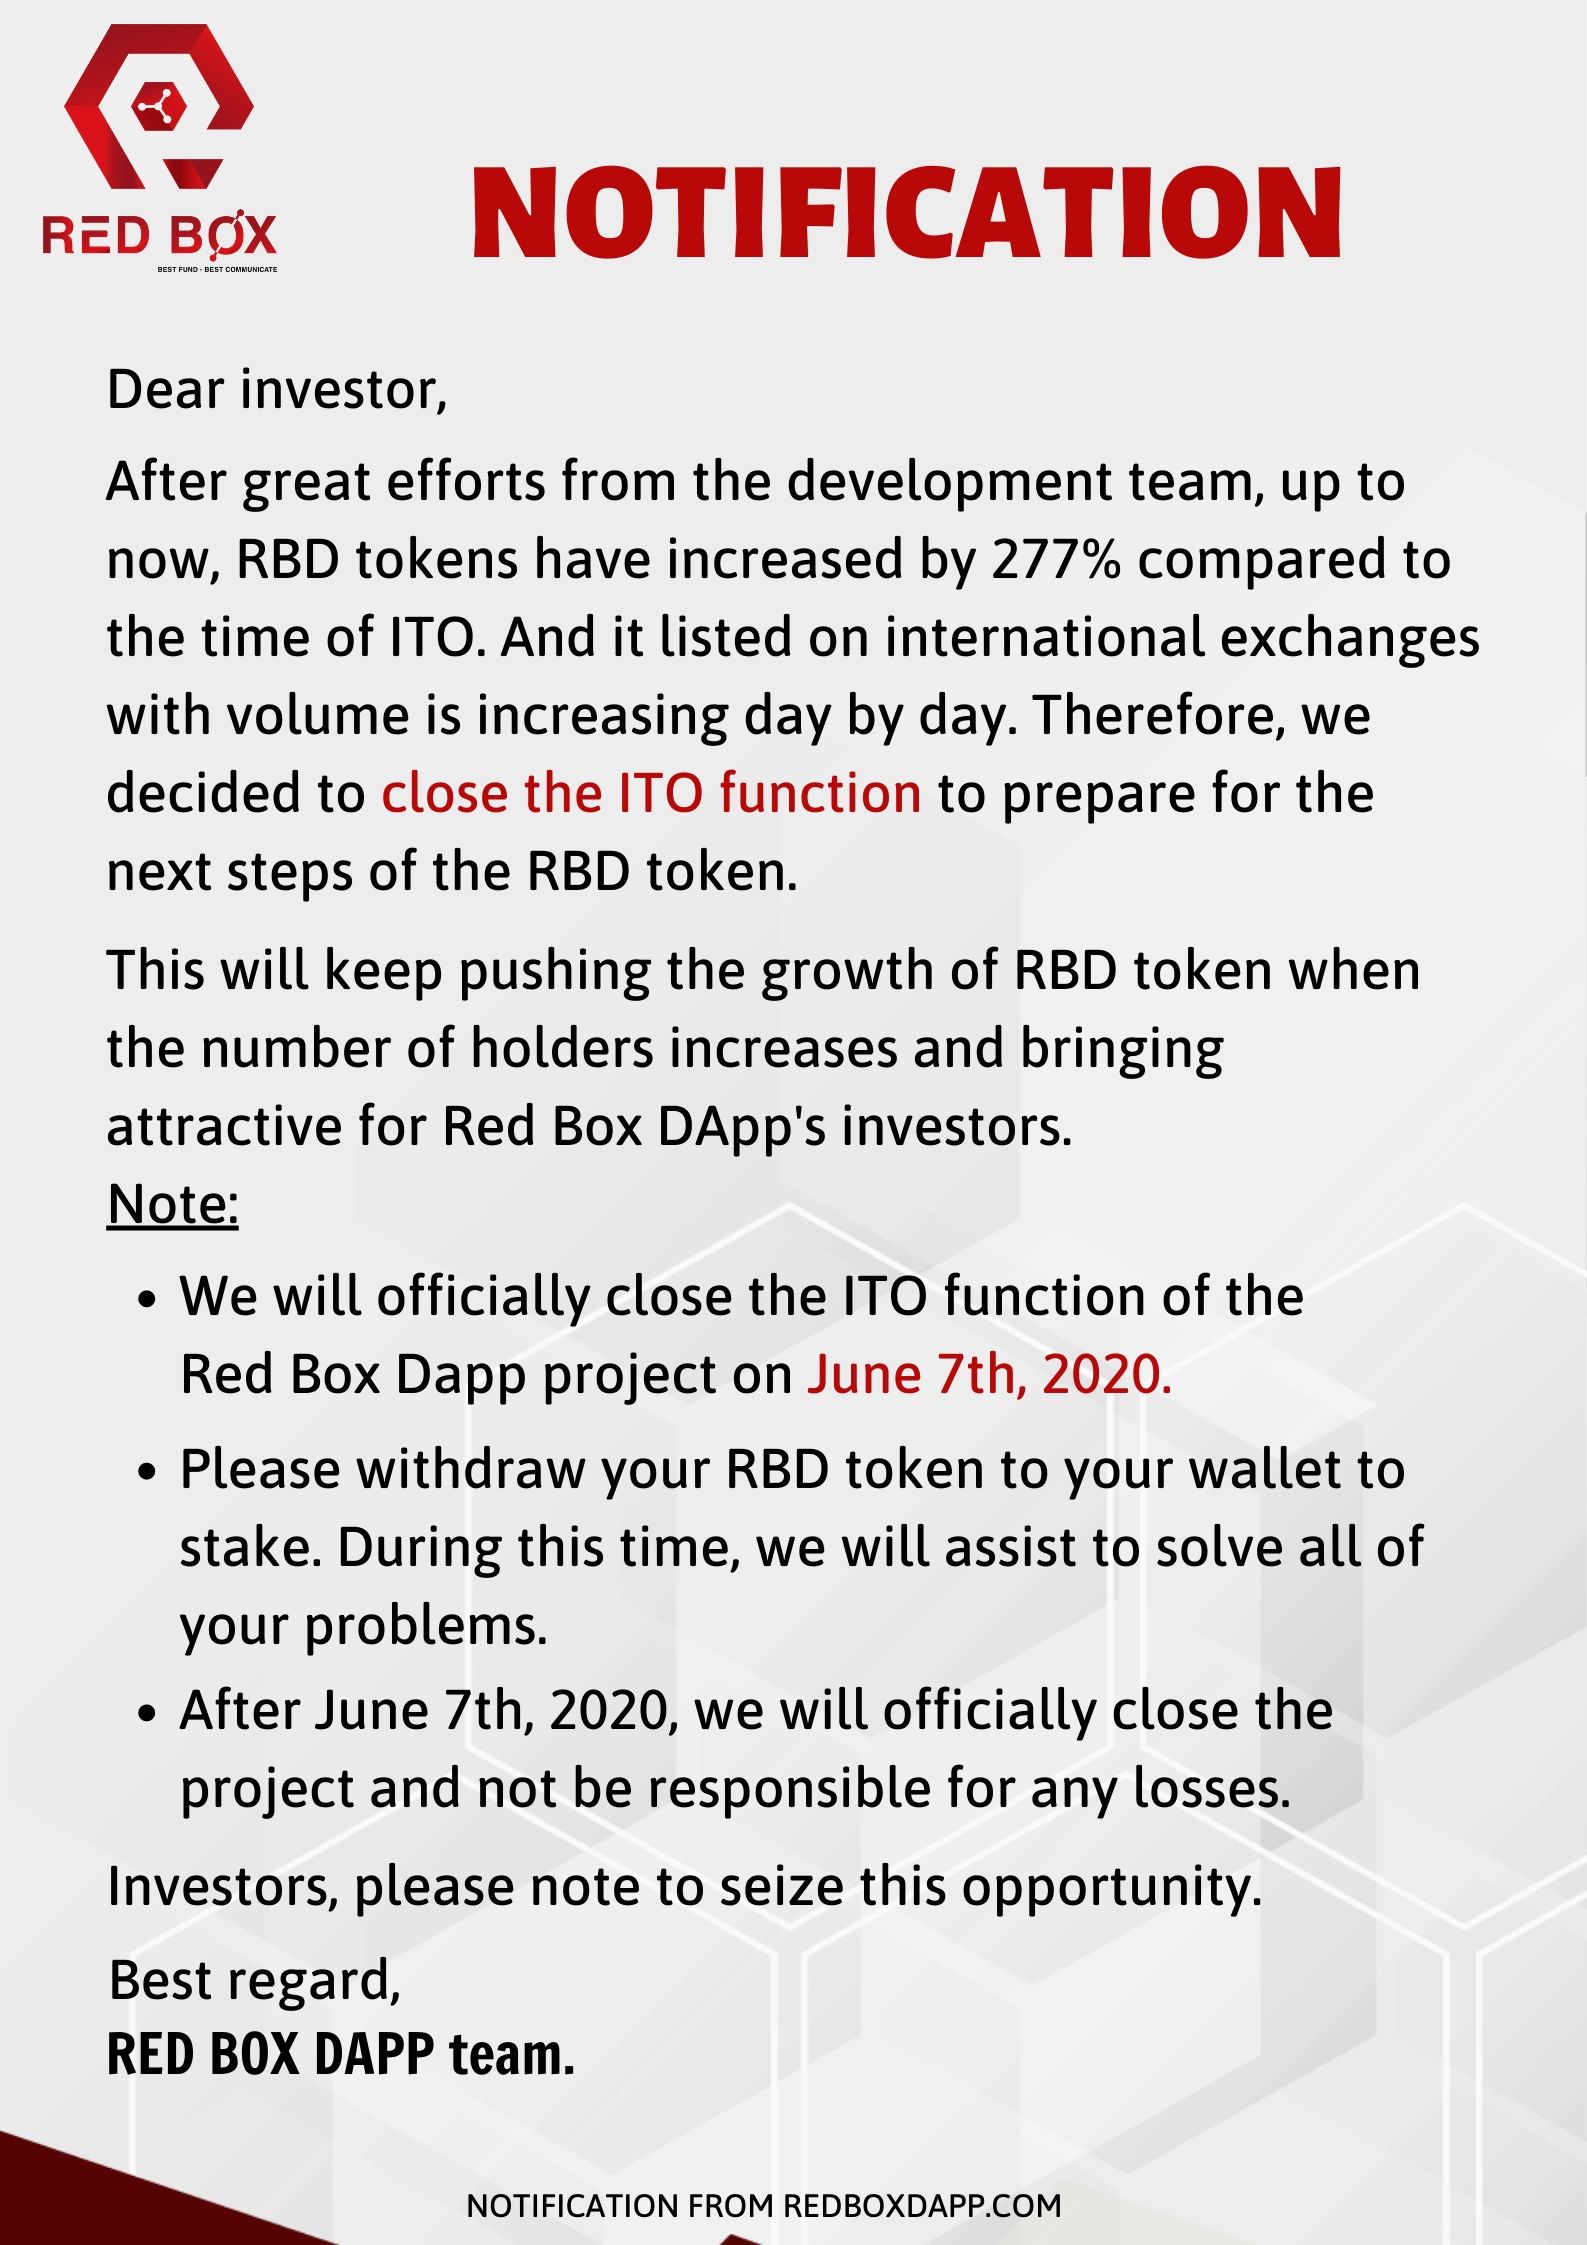 RED BOX
BEST FUND - BEST COMMUNICATE
NOTIFICATION
Dear investor,
After great efforts from the development team, up to
now, RBD tokens have increased by 277% compared to
the time of ITO. And it listed on international exchanges
with volume is increasing day by day. Therefore, we
decided to close the ITO function to prepare for the
next steps of the RBD token.
This will keep pushing the growth of RBD token when
the number of holders increases and bringing
attractive for Red Box DApp's investors.
Note:
• We will officially close the ITO function of the
Red Box Dapp project on June 7th, 2020.
• Please withdraw your RBD token to your wallet to
stake. During this time, we will assist to solve all of
your problems.
• After June 7th, 2020, we will officially close the
project and not be responsible for any losses.
Investors, please note to seize this opportunity.
Best regard,
RED BOX DAPP team.
NOTIFICATION FROM REDBOXDAPP.COM